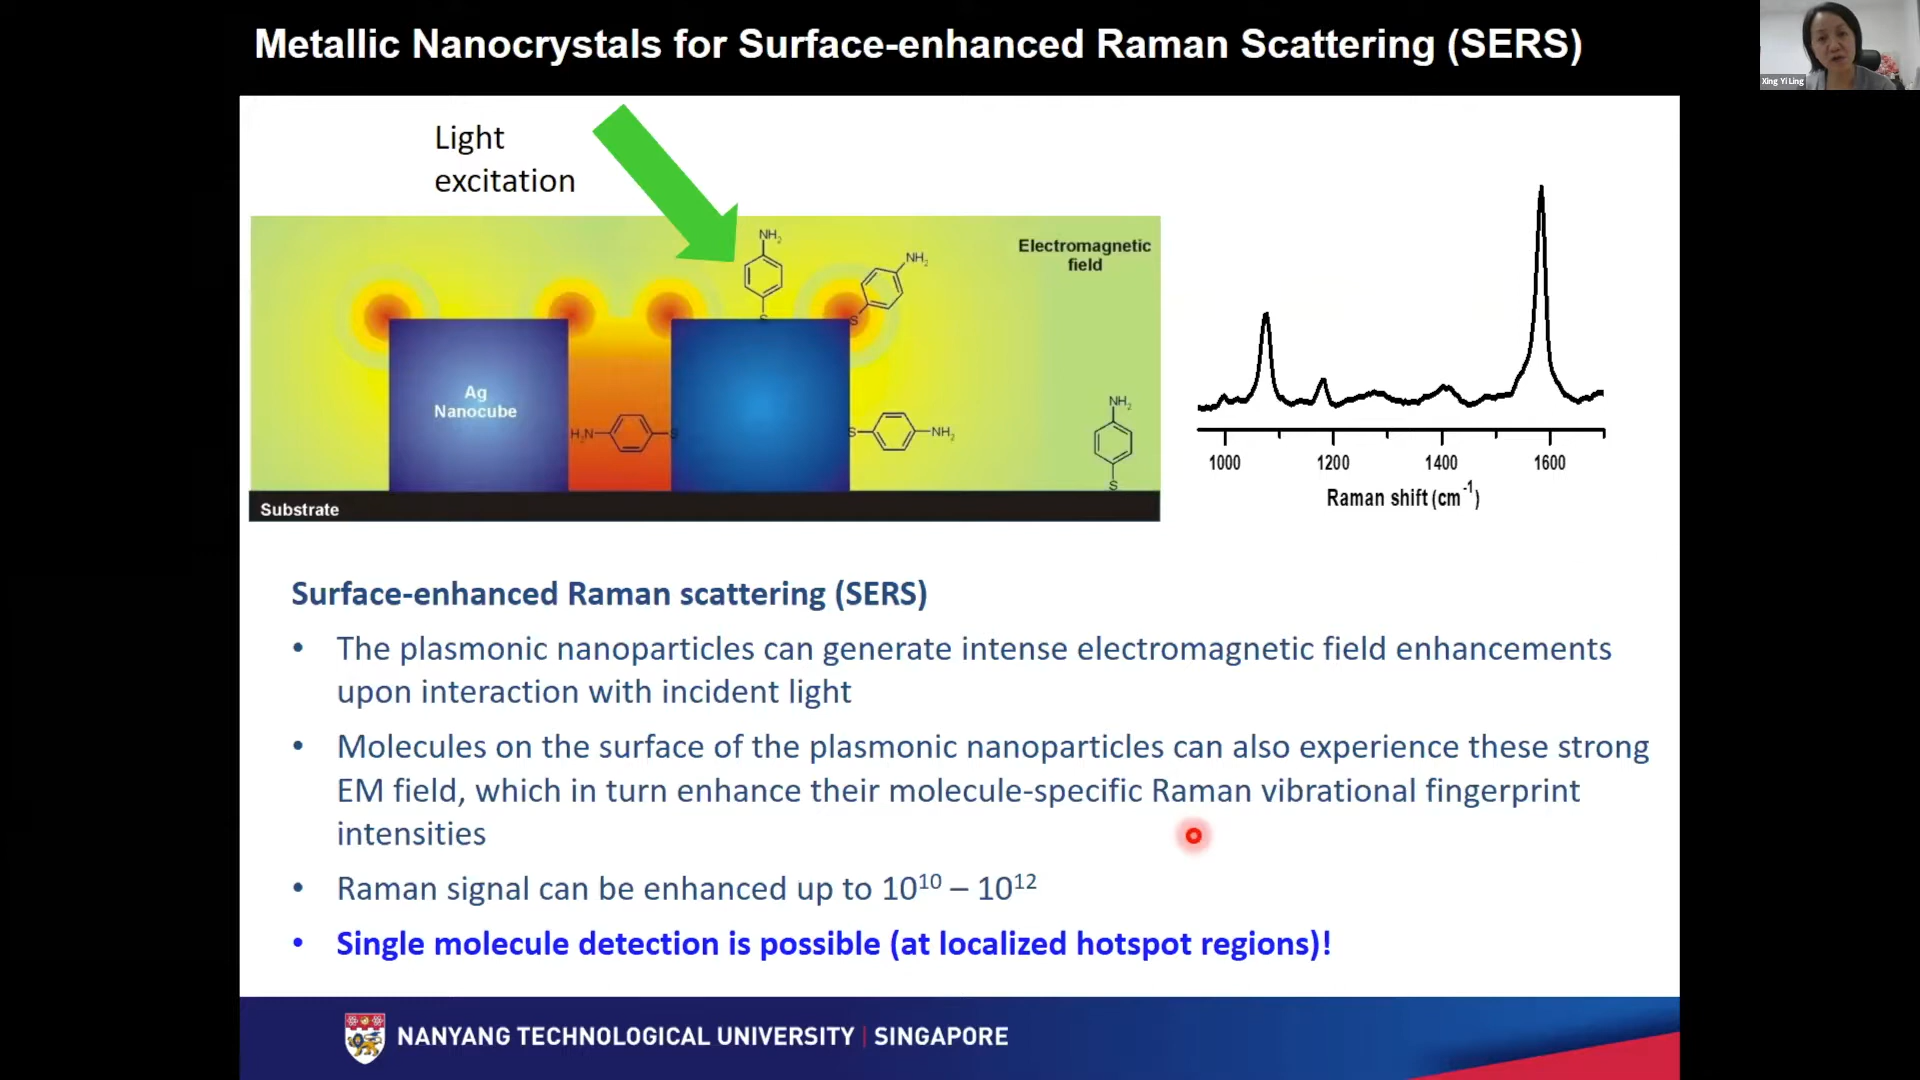 Metallic Nanocrystals for Surface-enhanced Raman Scattering (SERS)
Xing Yi Ling
Light
excitation
NH2
NH2
Electromagnetic
field
S
S
Ag
Nanocube
H2N
S
S
NH2
NH2
S
Substrate
1000 1200 1400 1600
Raman shift (cm-1)
Surface-enhanced Raman scattering (SERS)
• The plasmonic nanoparticles can generate intense electromagnetic field enhancements
upon interaction with incident light
• Molecules on the surface of the plasmonic nanoparticles can also experience these strong
EM field, which in turn enhance their molecule-specific Raman vibrational fingerprint
intensities
• Raman signal can be enhanced up to 10¹⁰ – 10¹²
• Single molecule detection is possible (at localized hotspot regions)!
NANYANG TECHNOLOGICAL UNIVERSITY | SINGAPORE